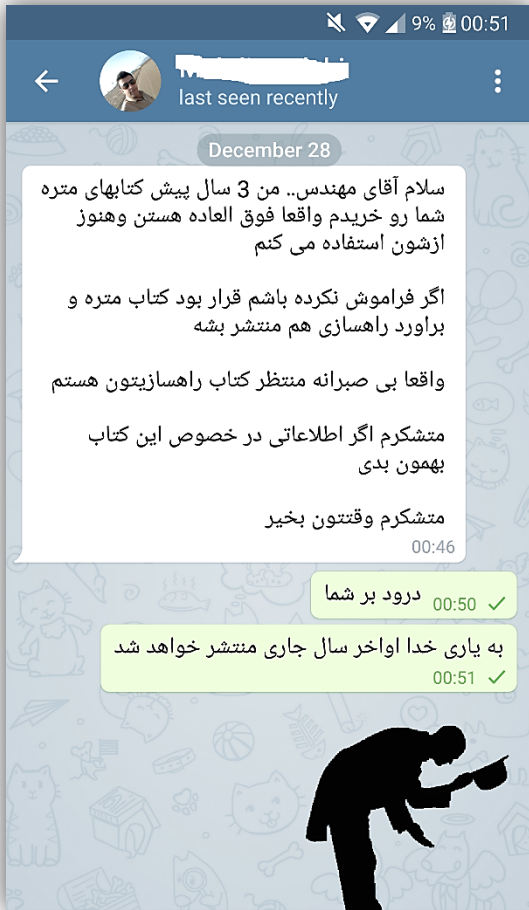 9% 00:51
last seen recently
December 28
سلام آقای مهندس.. من 3 سال پیش کتابهای متره
شما رو خریدم واقعا فوق العاده هستن وهنوز
ازشون استفاده می کنم
اگر فراموش نکرده باشم قرار بود کتاب متره و
براورد راهسازی هم منتشر بشه
واقعا بی صبرانه منتظر کتاب راهسازیتون هستم
متشکرم اگر اطلاعاتی در خصوص این کتاب
بهمون بدی
متشکرم وقتتون بخیر
00:46
درود بر شما
00:50
به یاری خدا اواخر سال جاری منتشر خواهد شد
00:51